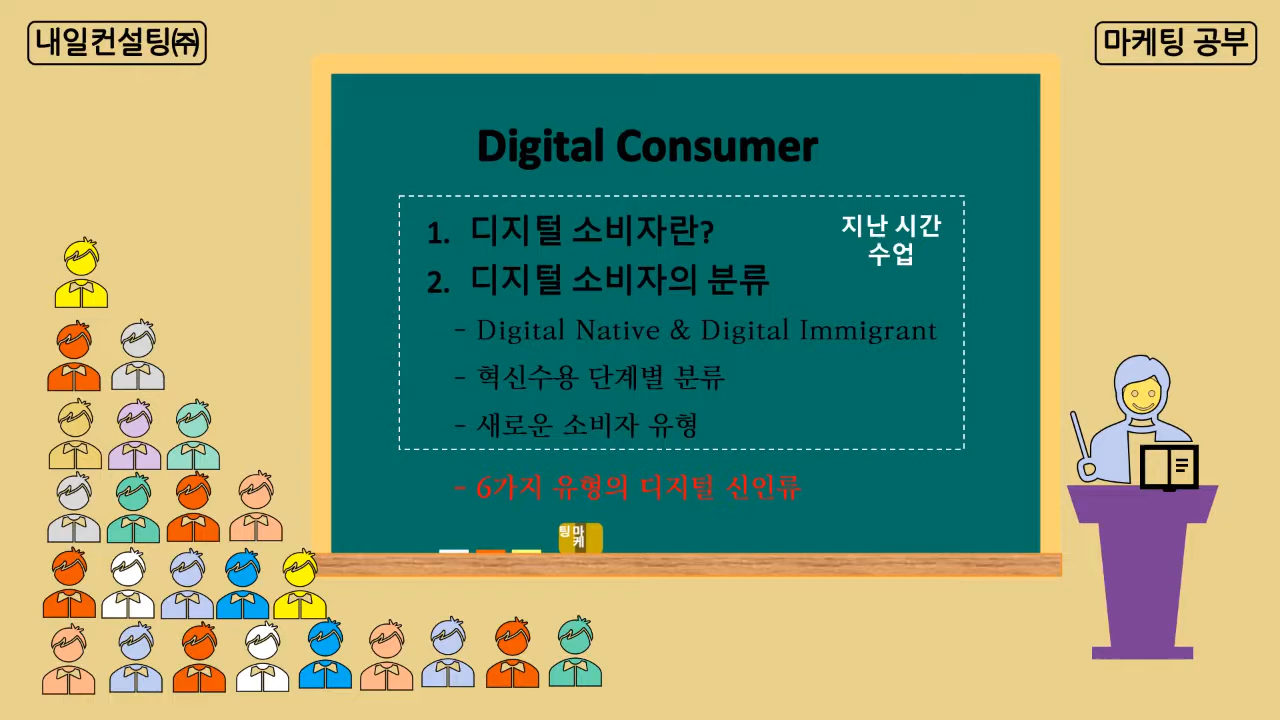 내일컨설팅㈜
마케팅 공부
Digital Consumer
1. 디지털 소비자란?
지난 시간
수업
2. 디지털 소비자의 분류
- Digital Native & Digital Immigrant
- 혁신수용 단계별 분류
- 새로운 소비자 유형
- 6가지 유형의 디지털 신인류
마케팅